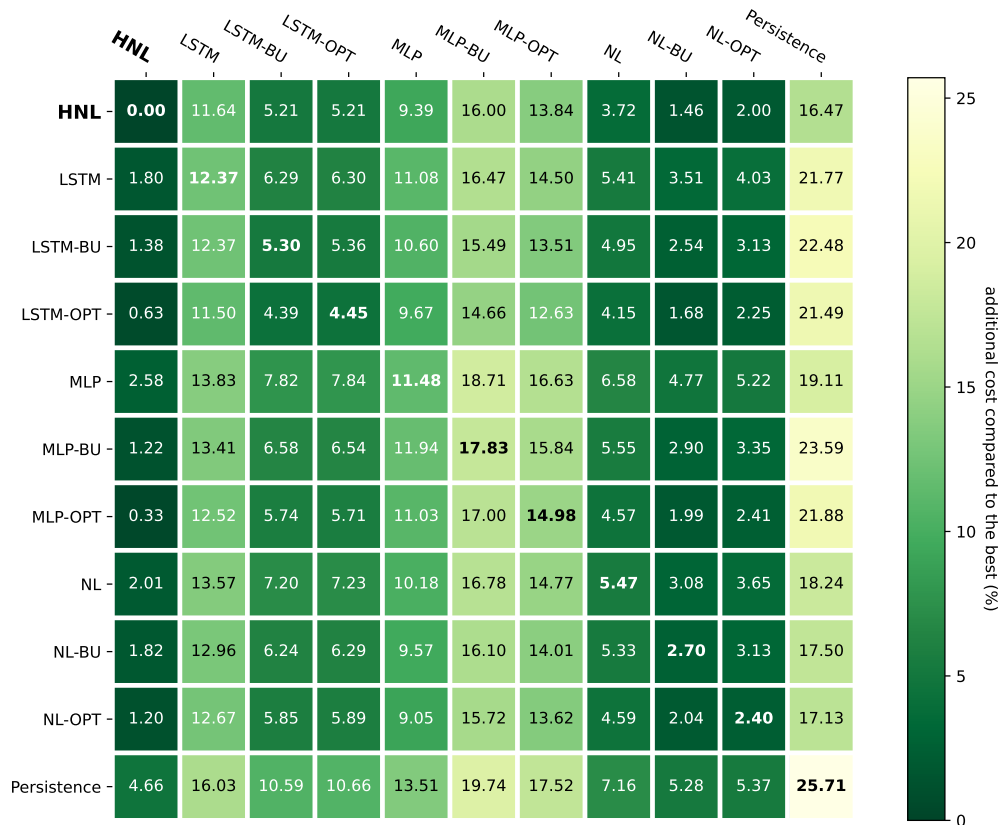 HNL LSTM LSTM-BU LSTM-OPT MLP MLP-BU MLP-OPT NL NL-BU NL-OPT Persistence
HNL 0.00 11.64 5.21 5.21 9.39 16.00 13.84 3.72 1.46 2.00 16.47
LSTM 1.80 12.37 6.29 6.30 11.08 16.47 14.50 5.41 3.51 4.03 21.77
LSTM-BU 1.38 12.37 5.30 5.36 10.60 15.49 13.51 4.95 2.54 3.13 22.48
LSTM-OPT 0.63 11.50 4.39 4.45 9.67 14.66 12.63 4.15 1.68 2.25 21.49
MLP 2.58 13.83 7.82 7.84 11.48 18.71 16.63 6.58 4.77 5.22 19.11
MLP-BU 1.22 13.41 6.58 6.54 11.94 17.83 15.84 5.55 2.90 3.35 23.59
MLP-OPT 0.33 12.52 5.74 5.71 11.03 17.00 14.98 4.57 1.99 2.41 21.88
NL 2.01 13.57 7.20 7.23 10.18 16.78 14.77 5.47 3.08 3.65 18.24
NL-BU 1.82 12.96 6.24 6.29 9.57 16.10 14.01 5.33 2.70 3.13 17.50
NL-OPT 1.20 12.67 5.85 5.89 9.05 15.72 13.62 4.59 2.04 2.40 17.13
Persistence 4.66 16.03 10.59 10.66 13.51 19.74 17.52 7.16 5.28 5.37 25.71
25
20
15
10
5
0
additional cost compared to the best (%)